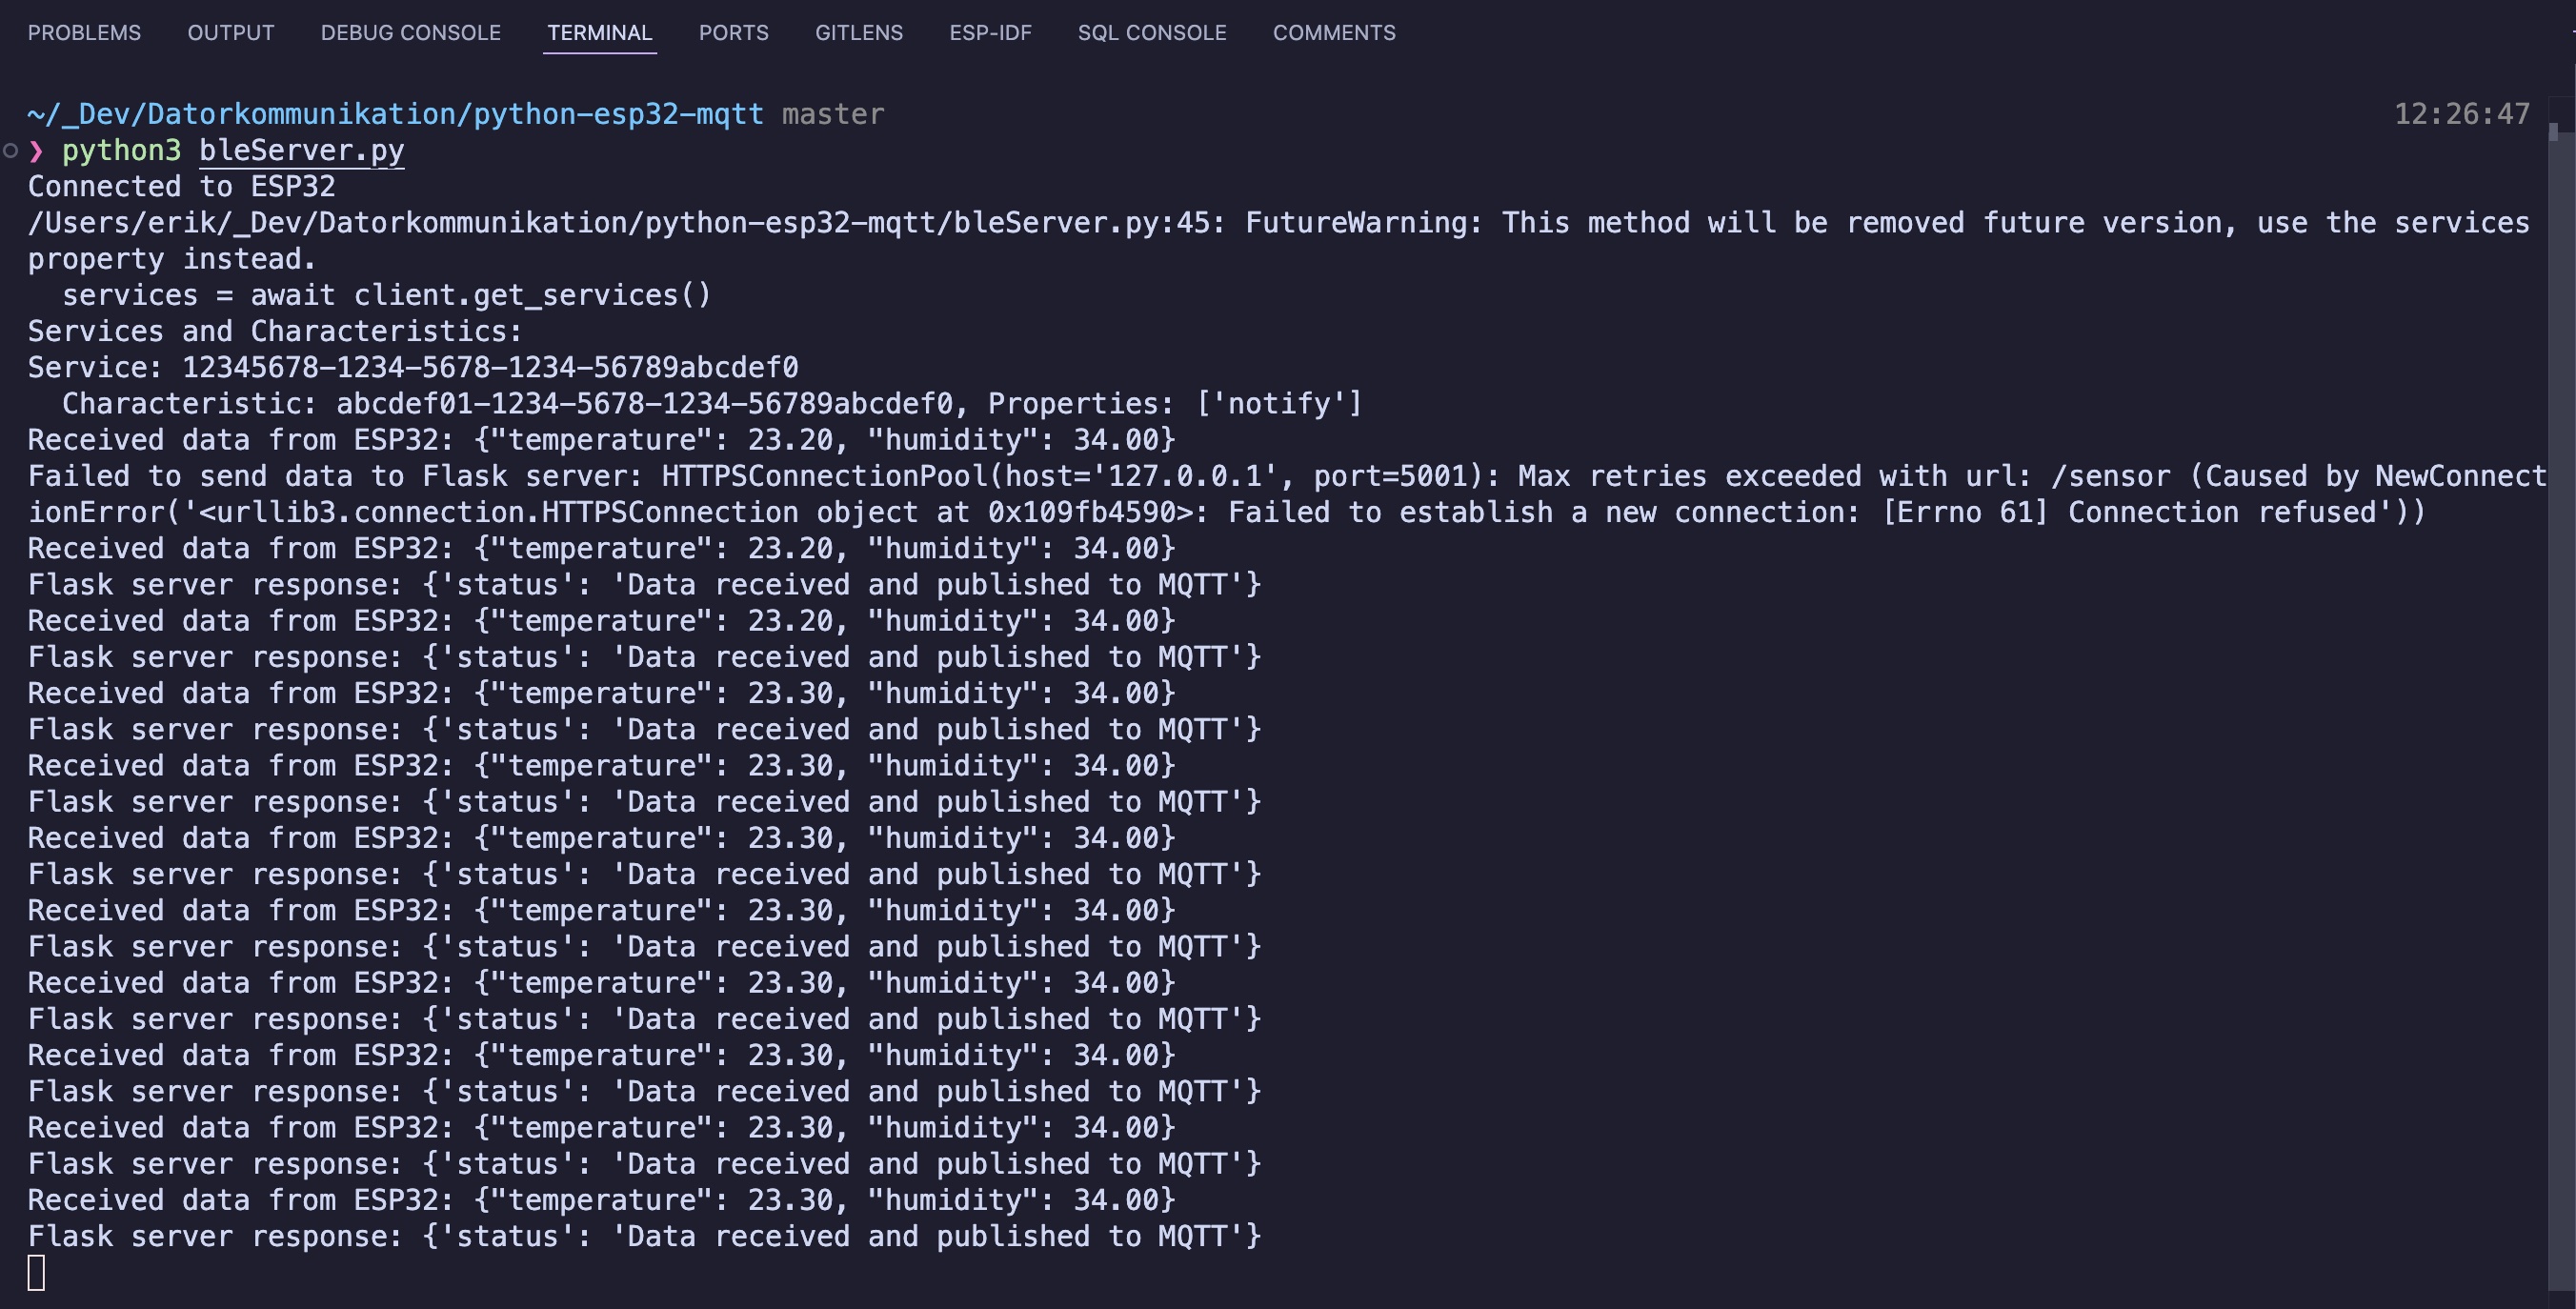 PROBLEMS OUTPUT DEBUG CONSOLE TERMINAL PORTS GITLENS ESP-IDF SQL CONSOLE COMMENTS
~/_Dev/Datorkommunikation/python-esp32-mqtt master 12:26:47
❯ python3 bleServer.py
Connected to ESP32
/Users/erik/_Dev/Datorkommunikation/python-esp32-mqtt/bleServer.py:45: FutureWarning: This method will be removed future version, use the services
property instead.
  services = await client.get_services()
Services and Characteristics:
Service: 12345678-1234-5678-1234-56789abcdef0
  Characteristic: abcdef01-1234-5678-1234-56789abcdef0, Properties: ['notify']
Received data from ESP32: {"temperature": 23.20, "humidity": 34.00}
Failed to send data to Flask server: HTTPSConnectionPool(host='127.0.0.1', port=5001): Max retries exceeded with url: /sensor (Caused by NewConnect
ionError('<urllib3.connection.HTTPSConnection object at 0x109fb4590>: Failed to establish a new connection: [Errno 61] Connection refused'))
Received data from ESP32: {"temperature": 23.20, "humidity": 34.00}
Flask server response: {'status': 'Data received and published to MQTT'}
Received data from ESP32: {"temperature": 23.20, "humidity": 34.00}
Flask server response: {'status': 'Data received and published to MQTT'}
Received data from ESP32: {"temperature": 23.30, "humidity": 34.00}
Flask server response: {'status': 'Data received and published to MQTT'}
Received data from ESP32: {"temperature": 23.30, "humidity": 34.00}
Flask server response: {'status': 'Data received and published to MQTT'}
Received data from ESP32: {"temperature": 23.30, "humidity": 34.00}
Flask server response: {'status': 'Data received and published to MQTT'}
Received data from ESP32: {"temperature": 23.30, "humidity": 34.00}
Flask server response: {'status': 'Data received and published to MQTT'}
Received data from ESP32: {"temperature": 23.30, "humidity": 34.00}
Flask server response: {'status': 'Data received and published to MQTT'}
Received data from ESP32: {"temperature": 23.30, "humidity": 34.00}
Flask server response: {'status': 'Data received and published to MQTT'}
Received data from ESP32: {"temperature": 23.30, "humidity": 34.00}
Flask server response: {'status': 'Data received and published to MQTT'}
Received data from ESP32: {"temperature": 23.30, "humidity": 34.00}
Flask server response: {'status': 'Data received and published to MQTT'}